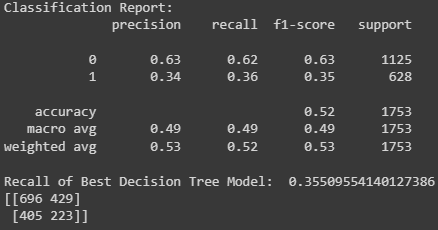 Classification Report:
precision recall f1-score support
0 0.63 0.62 0.63 1125
1 0.34 0.36 0.35 628
accuracy 0.52 1753
macro avg 0.49 0.49 0.49 1753
weighted avg 0.53 0.52 0.53 1753
Recall of Best Decision Tree Model: 0.35509554140127386
[[696 429]
[405 223]]